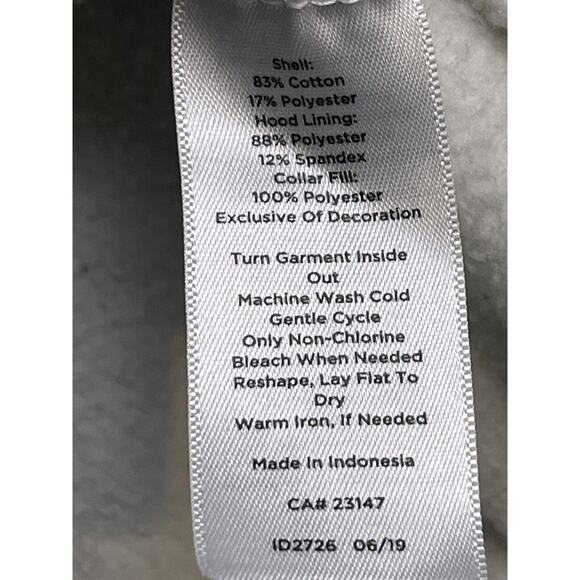 Shell:
83% Cotton
17% Polyester
Hood Lining:
88% Polyester
12% Spandex
Collar Fill:
100% Polyester
Exclusive Of Decoration
Turn Garment Inside
Out
Machine Wash Cold
Gentle Cycle
Only Non-Chlorine
Bleach When Needed
Reshape, Lay Flat To
Dry
Warm Iron, If Needed
Made In Indonesia
CA# 23147
ID2726 06/19